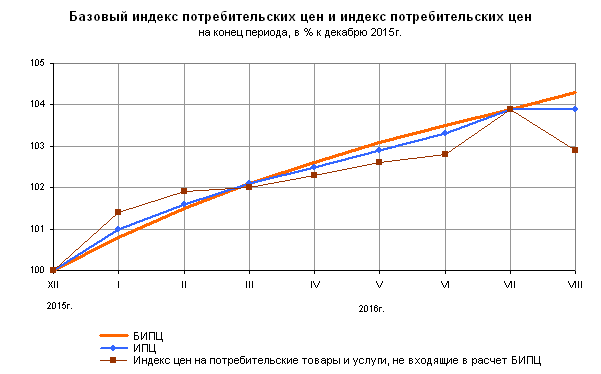 Базовый индекс потребительских цен и индекс потребительских цен
на конец периода, в % к декабрю 2015г.
105
104
103
102
101
100
XII I II III IV V VI VII VIII
2015г. 2016г.
БИПЦ
ИПЦ
Индекс цен на потребительские товары и услуги, не входящие в расчет БИПЦ